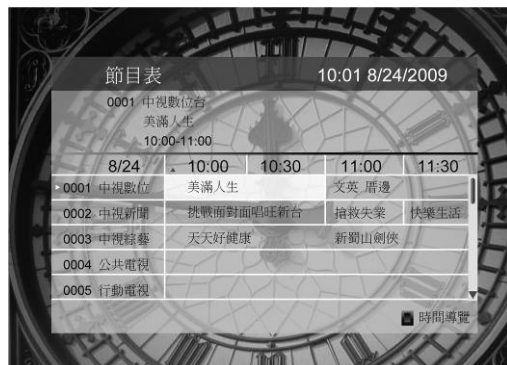 節目表 10:01 8/24/2009
0001 中視數位台
美滿人生
10:00-11:00
8/24 10:00 10:30 11:00 11:30
0001 中視數位 美滿人生 文英 厝邊
0002 中視新聞 挑戰面對面唱旺新台 搶救失業 快樂生活
0003 中視綜藝 天天好健康 新蜀山劍俠
0004 公共電視
0005 行動電視
時間導覽